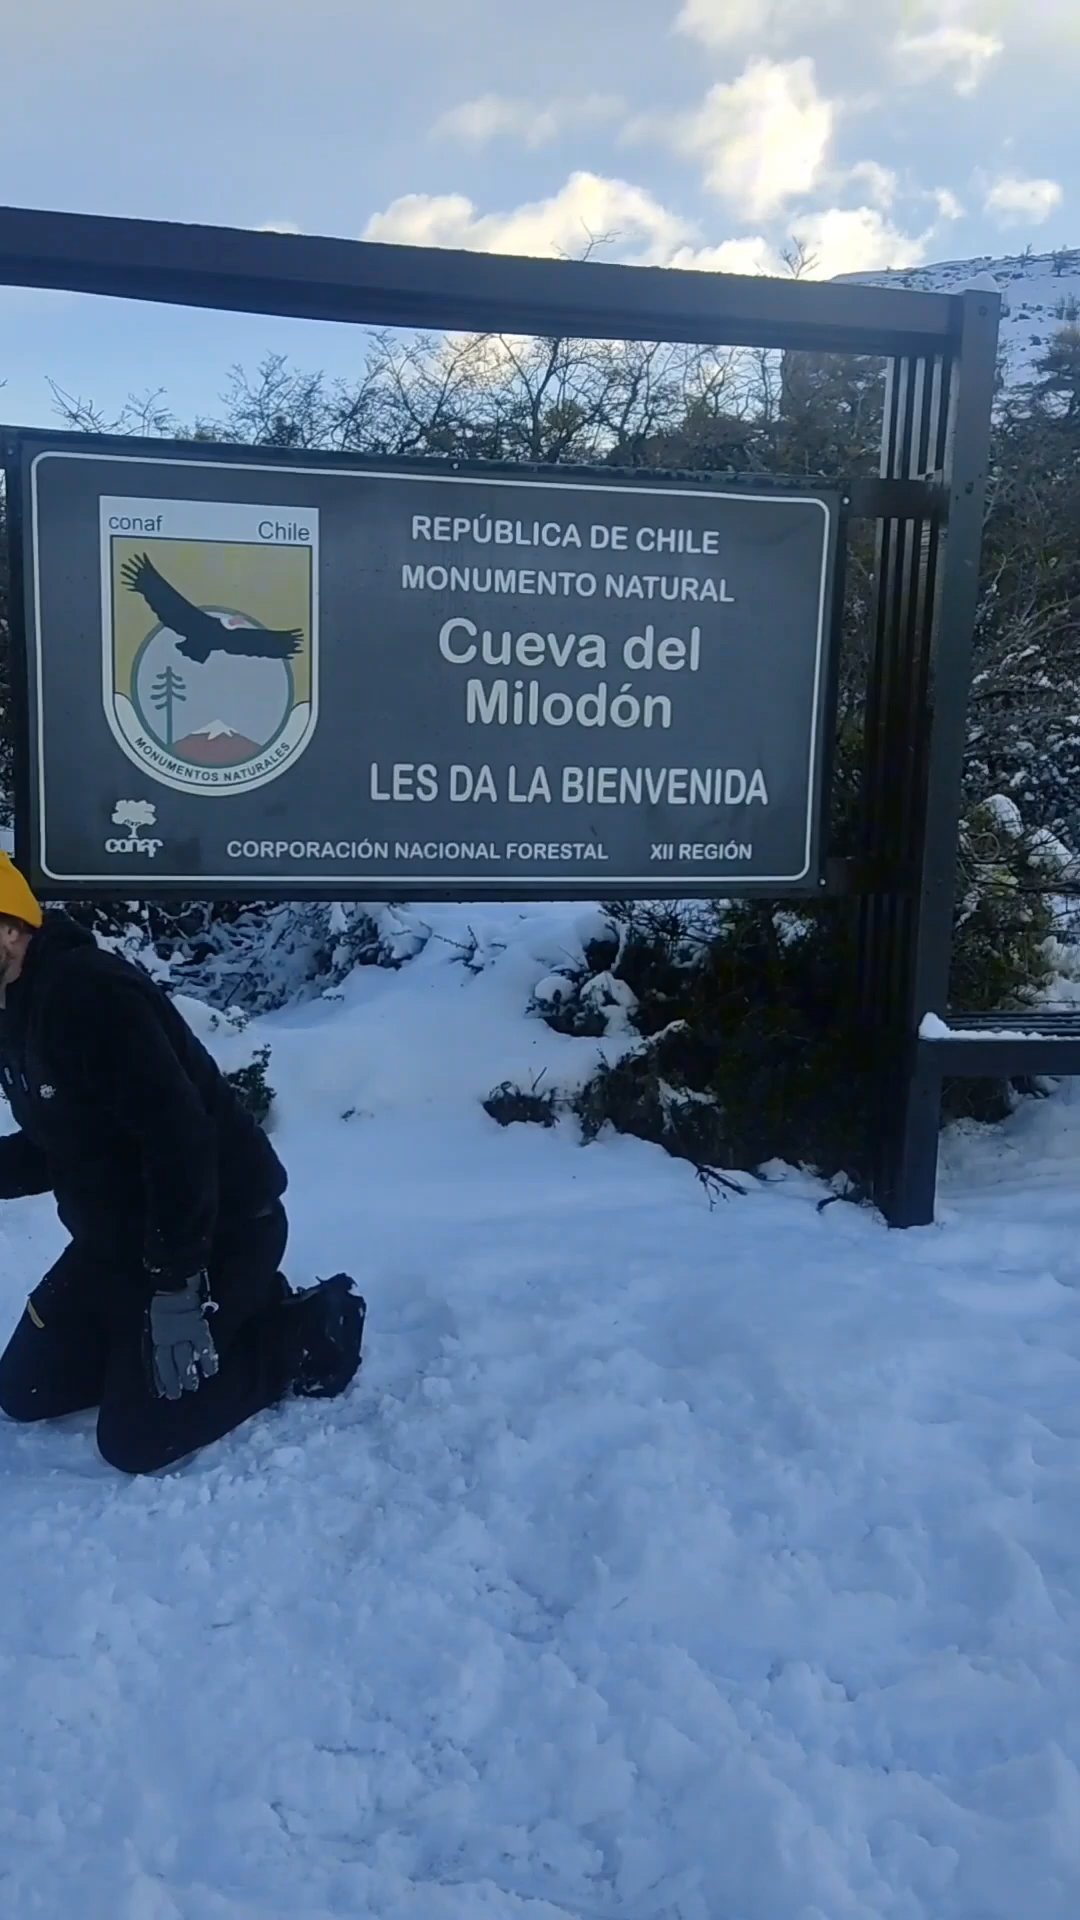 conaf Chile
MONUMENTOS NATURALES
conaf
REPÚBLICA DE CHILE
MONUMENTO NATURAL
Cueva del
Milodón
LES DA LA BIENVENIDA
CORPORACIÓN NACIONAL FORESTAL XII REGIÓN